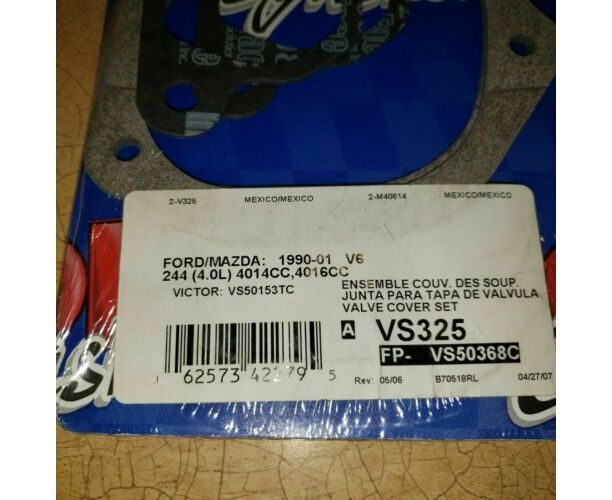 2-V325 MEXICO/MEXICO 2-M40614 MEXICO/MEXICO
FORD/MAZDA: 1990-01 V6
244 (4.0L) 4014CC,4016CC
VICTOR: VS50153TC
ENSEMBLE COUV. DES SOUP.
JUNTA PARA TAPA DE VALVULA
VALVE COVER SET
A VS325
FP- VS50368C
0 62573 42279 5
Rev: 05/06 B70518RL 04/27/07